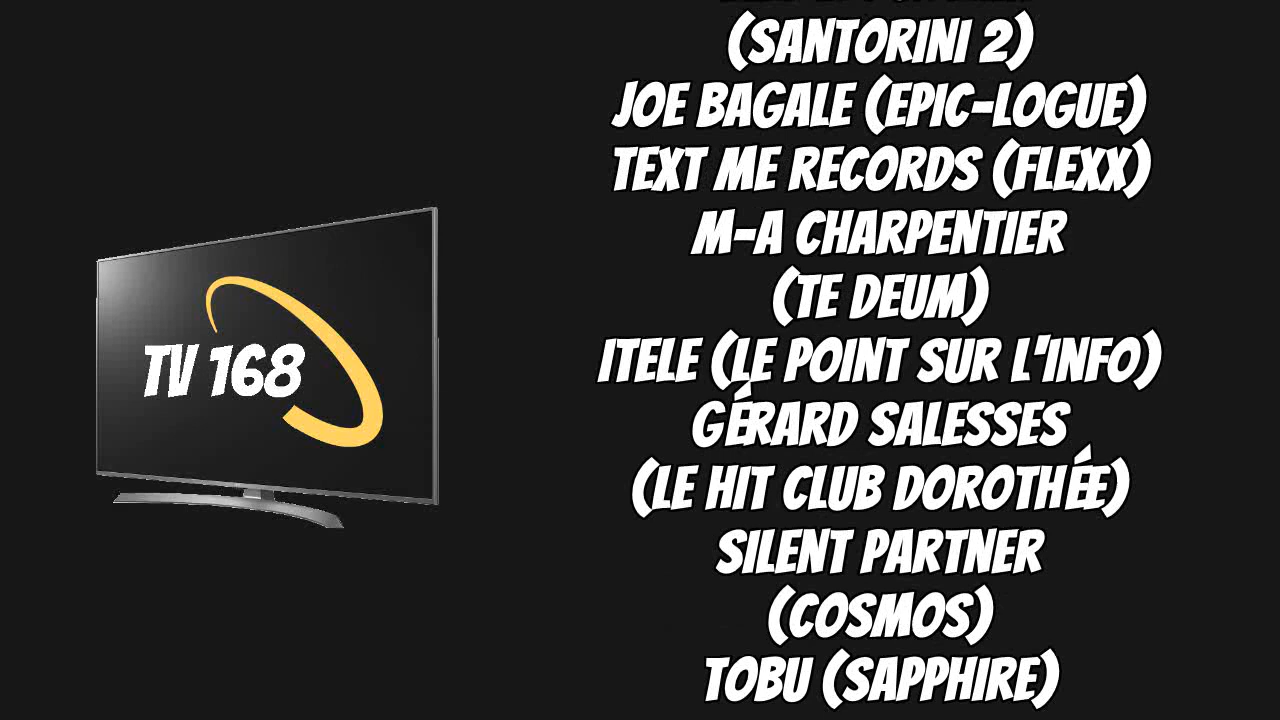 (SANTORINI 2)
JOE BAGALE (EPIC-LOGUE)
TEXT ME RECORDS (FLEXX)
M-A CHARPENTIER
(TE DEUM)
ITELE (LE POINT SUR L'INFO)
GÉRARD SALESSES
(LE HIT CLUB DOROTHÉE)
SILENT PARTNER
(COSMOS)
TOBU (SAPPHIRE)
TV 168